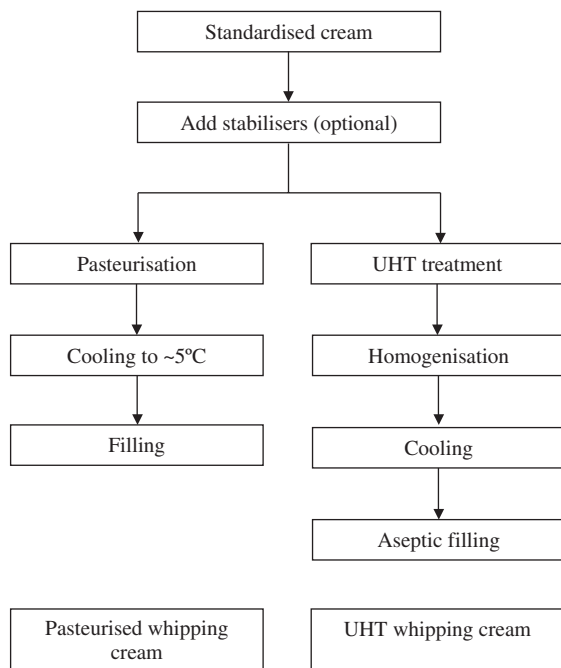 Standardised cream
Add stabilisers (optional)
Pasteurisation
UHT treatment
Cooling to ~5ºC
Homogenisation
Filling
Cooling
Aseptic filling
Pasteurised whipping
cream
UHT whipping cream